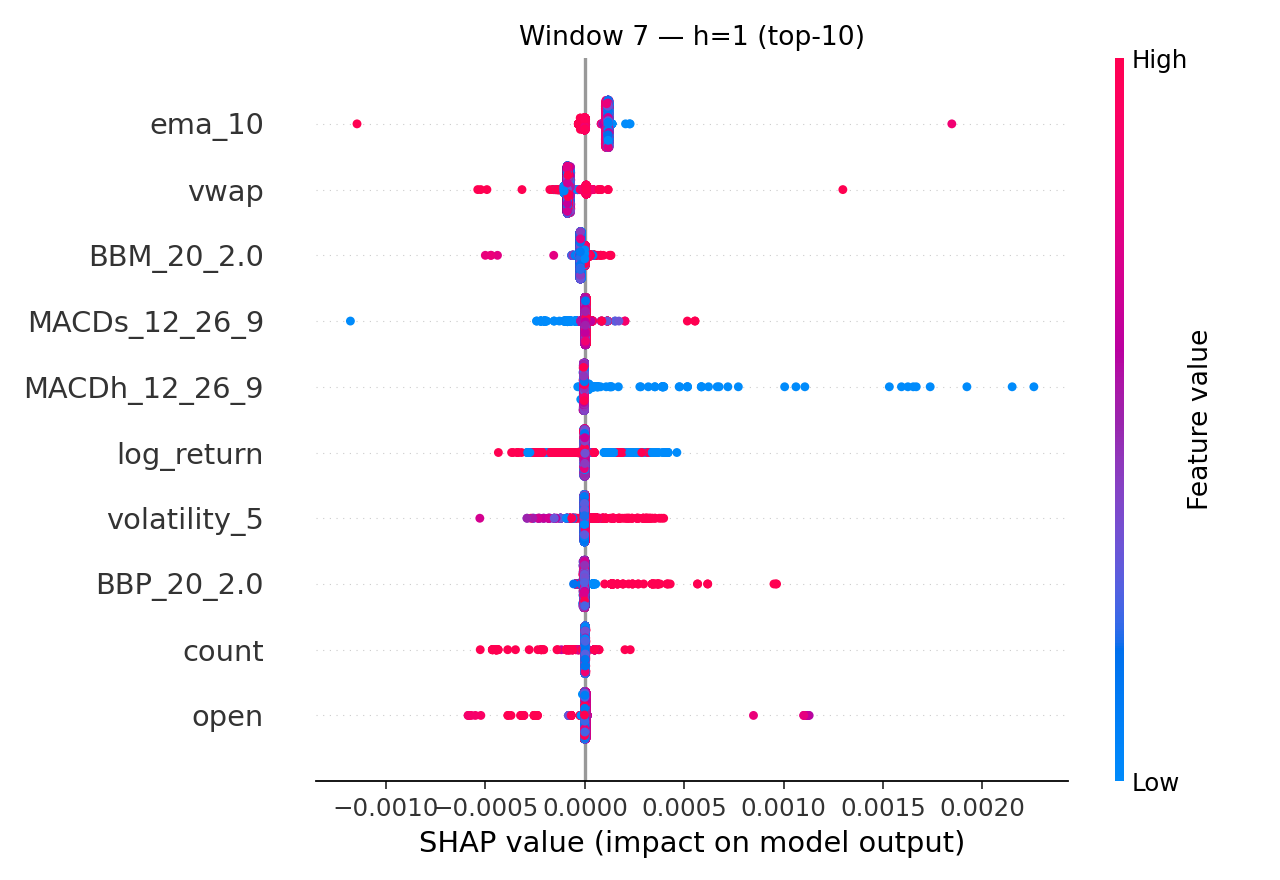 Window 7 — h=1 (top-10)
High
ema_10
vwap
BBM_20_2.0
MACDs_12_26_9
MACDh_12_26_9
log_return
volatility_5
BBP_20_2.0
count
open
Feature value
Low
−0.0010 −0.0005 0.0000 0.0005 0.0010 0.0015 0.0020
SHAP value (impact on model output)